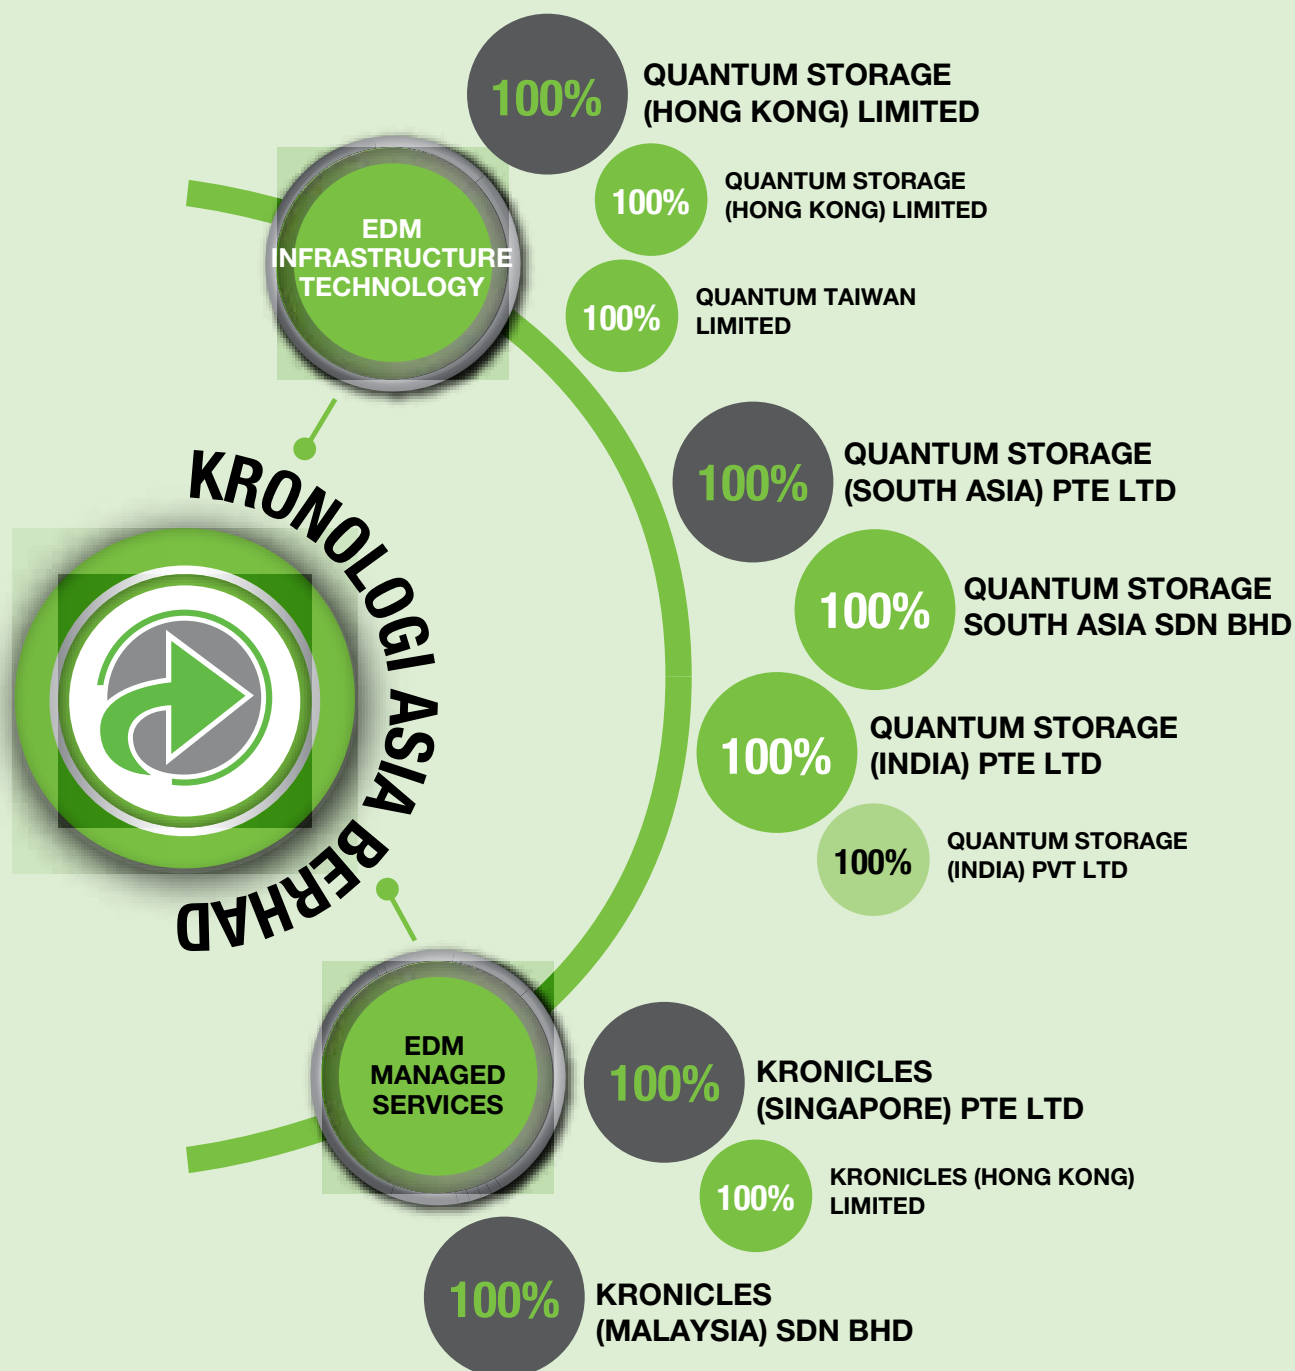 100%
QUANTUM STORAGE
(HONG KONG) LIMITED
100%
QUANTUM STORAGE
(HONG KONG) LIMITED
EDM
INFRASTRUCTURE
TECHNOLOGY
100%
QUANTUM TAIWAN
LIMITED
KRONOLOGI ASIA BERHAD
100%
QUANTUM STORAGE
(SOUTH ASIA) PTE LTD
100%
QUANTUM STORAGE
SOUTH ASIA SDN BHD
100%
QUANTUM STORAGE
(INDIA) PTE LTD
100%
QUANTUM STORAGE
(INDIA) PVT LTD
EDM
MANAGED
SERVICES
100%
KRONICLES
(SINGAPORE) PTE LTD
100%
KRONICLES (HONG KONG)
LIMITED
100%
KRONICLES
(MALAYSIA) SDN BHD